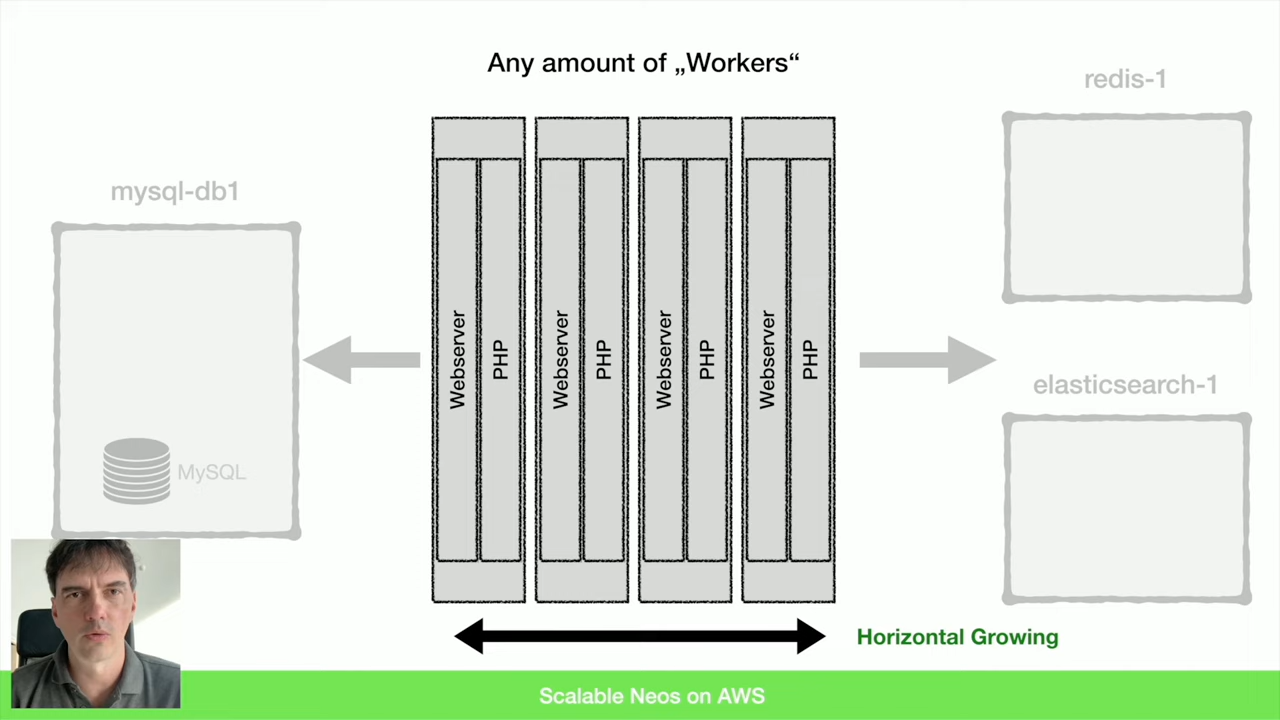 Any amount of „Workers“
mysql-db1
MySQL
Webserver
PHP
Webserver
PHP
Webserver
PHP
Webserver
PHP
redis-1
elasticsearch-1
Horizontal Growing
Scalable Neos on AWS